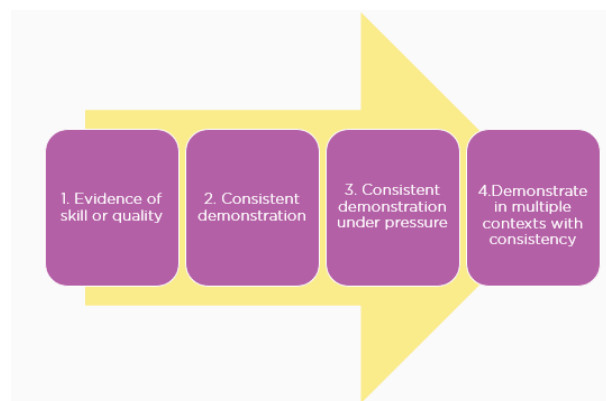 1. Evidence of
skill or quality
2. Consistent
demonstration
3. Consistent
demonstration
under pressure
4.Demonstrate
in multiple
contexts with
consistency